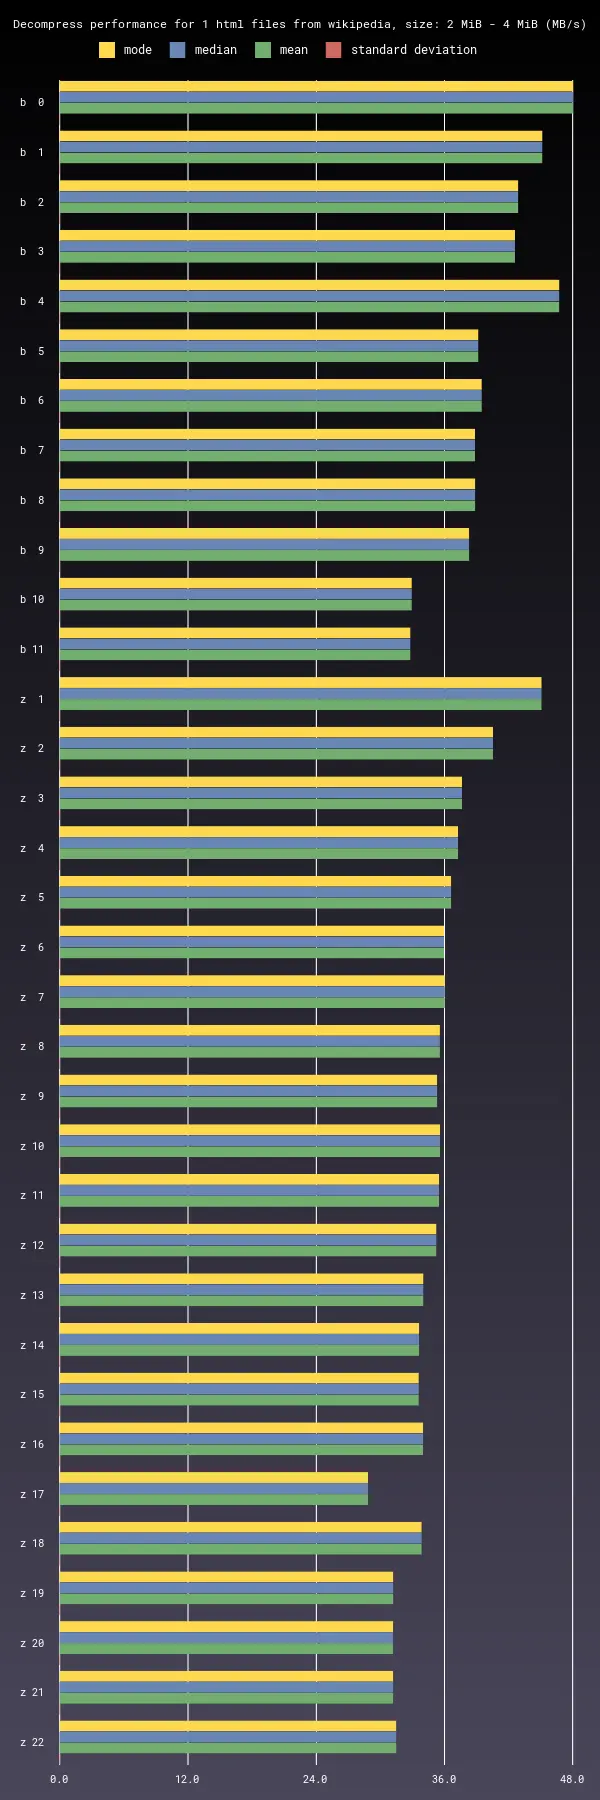 Decompress performance for 1 html files from wikipedia, size: 2 MiB - 4 MiB (MB/s)
mode median mean standard deviation
b 0
b 1
b 2
b 3
b 4
b 5
b 6
b 7
b 8
b 9
b 10
b 11
z 1
z 2
z 3
z 4
z 5
z 6
z 7
z 8
z 9
z 10
z 11
z 12
z 13
z 14
z 15
z 16
z 17
z 18
z 19
z 20
z 21
z 22
0.0 12.0 24.0 36.0 48.0